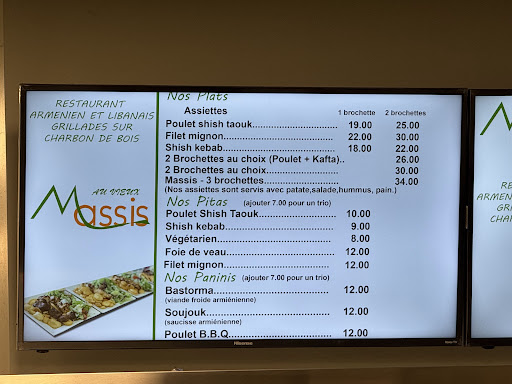 RESTAURANT
ARMENIEN ET LIBANAIS
GRILLADES SUR
CHARBON DE BOIS
AU VIEUX
Massis
Nos Plats
Assiettes 1 brochette 2 brochettes
Poulet shish taouk............................... 19.00 25.00
Filet mignon........................................ 22.00 30.00
Shish kebab........................................ 18.00 22.00
2 Brochettes au choix (Poulet + Kafta).. 26.00
2 Brochettes au choix......................... 30.00
Massis - 3 brochettes......................... 34.00
(Nos assiettes sont servis avec patate,salade,hummus, pain.)
Nos Pitas (ajouter 7.00 pour un trio)
Poulet Shish Taouk...................... 10.00
Shish kebab................................. 9.00
Végétarien................................... 8.00
Foie de veau................................ 12.00
Filet mignon................................ 12.00
Nos Paninis (ajouter 7.00 pour un trio)
Bastorma..................................... 12.00
(viande froide armiénienne)
Soujouk....................................... 12.00
(saucisse armiénienne)
Poulet B.B.Q................................ 12.00
Hisense